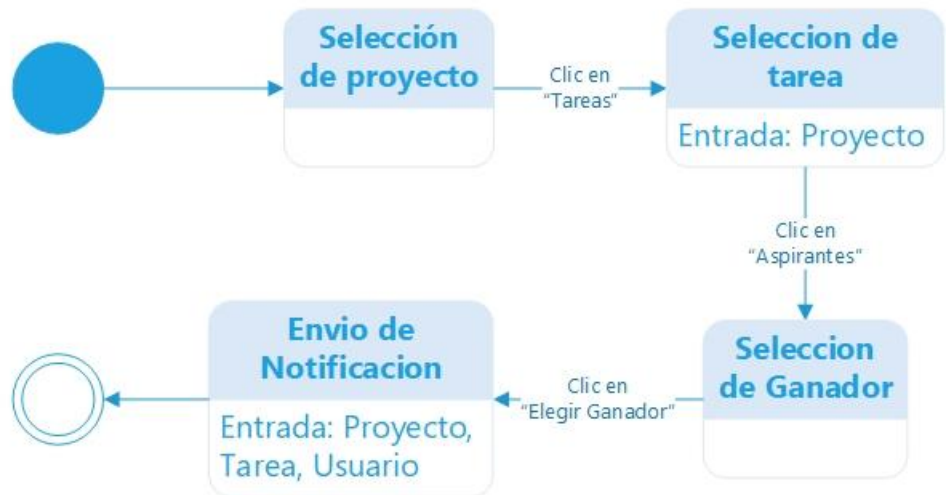 Selección
de proyecto
Clic en
"Tareas"
Seleccion de
tarea
Entrada: Proyecto
Clic en
"Aspirantes"
Seleccion
de Ganador
Clic en
"Elegir Ganador"
Envio de
Notificacion
Entrada: Proyecto,
Tarea, Usuario